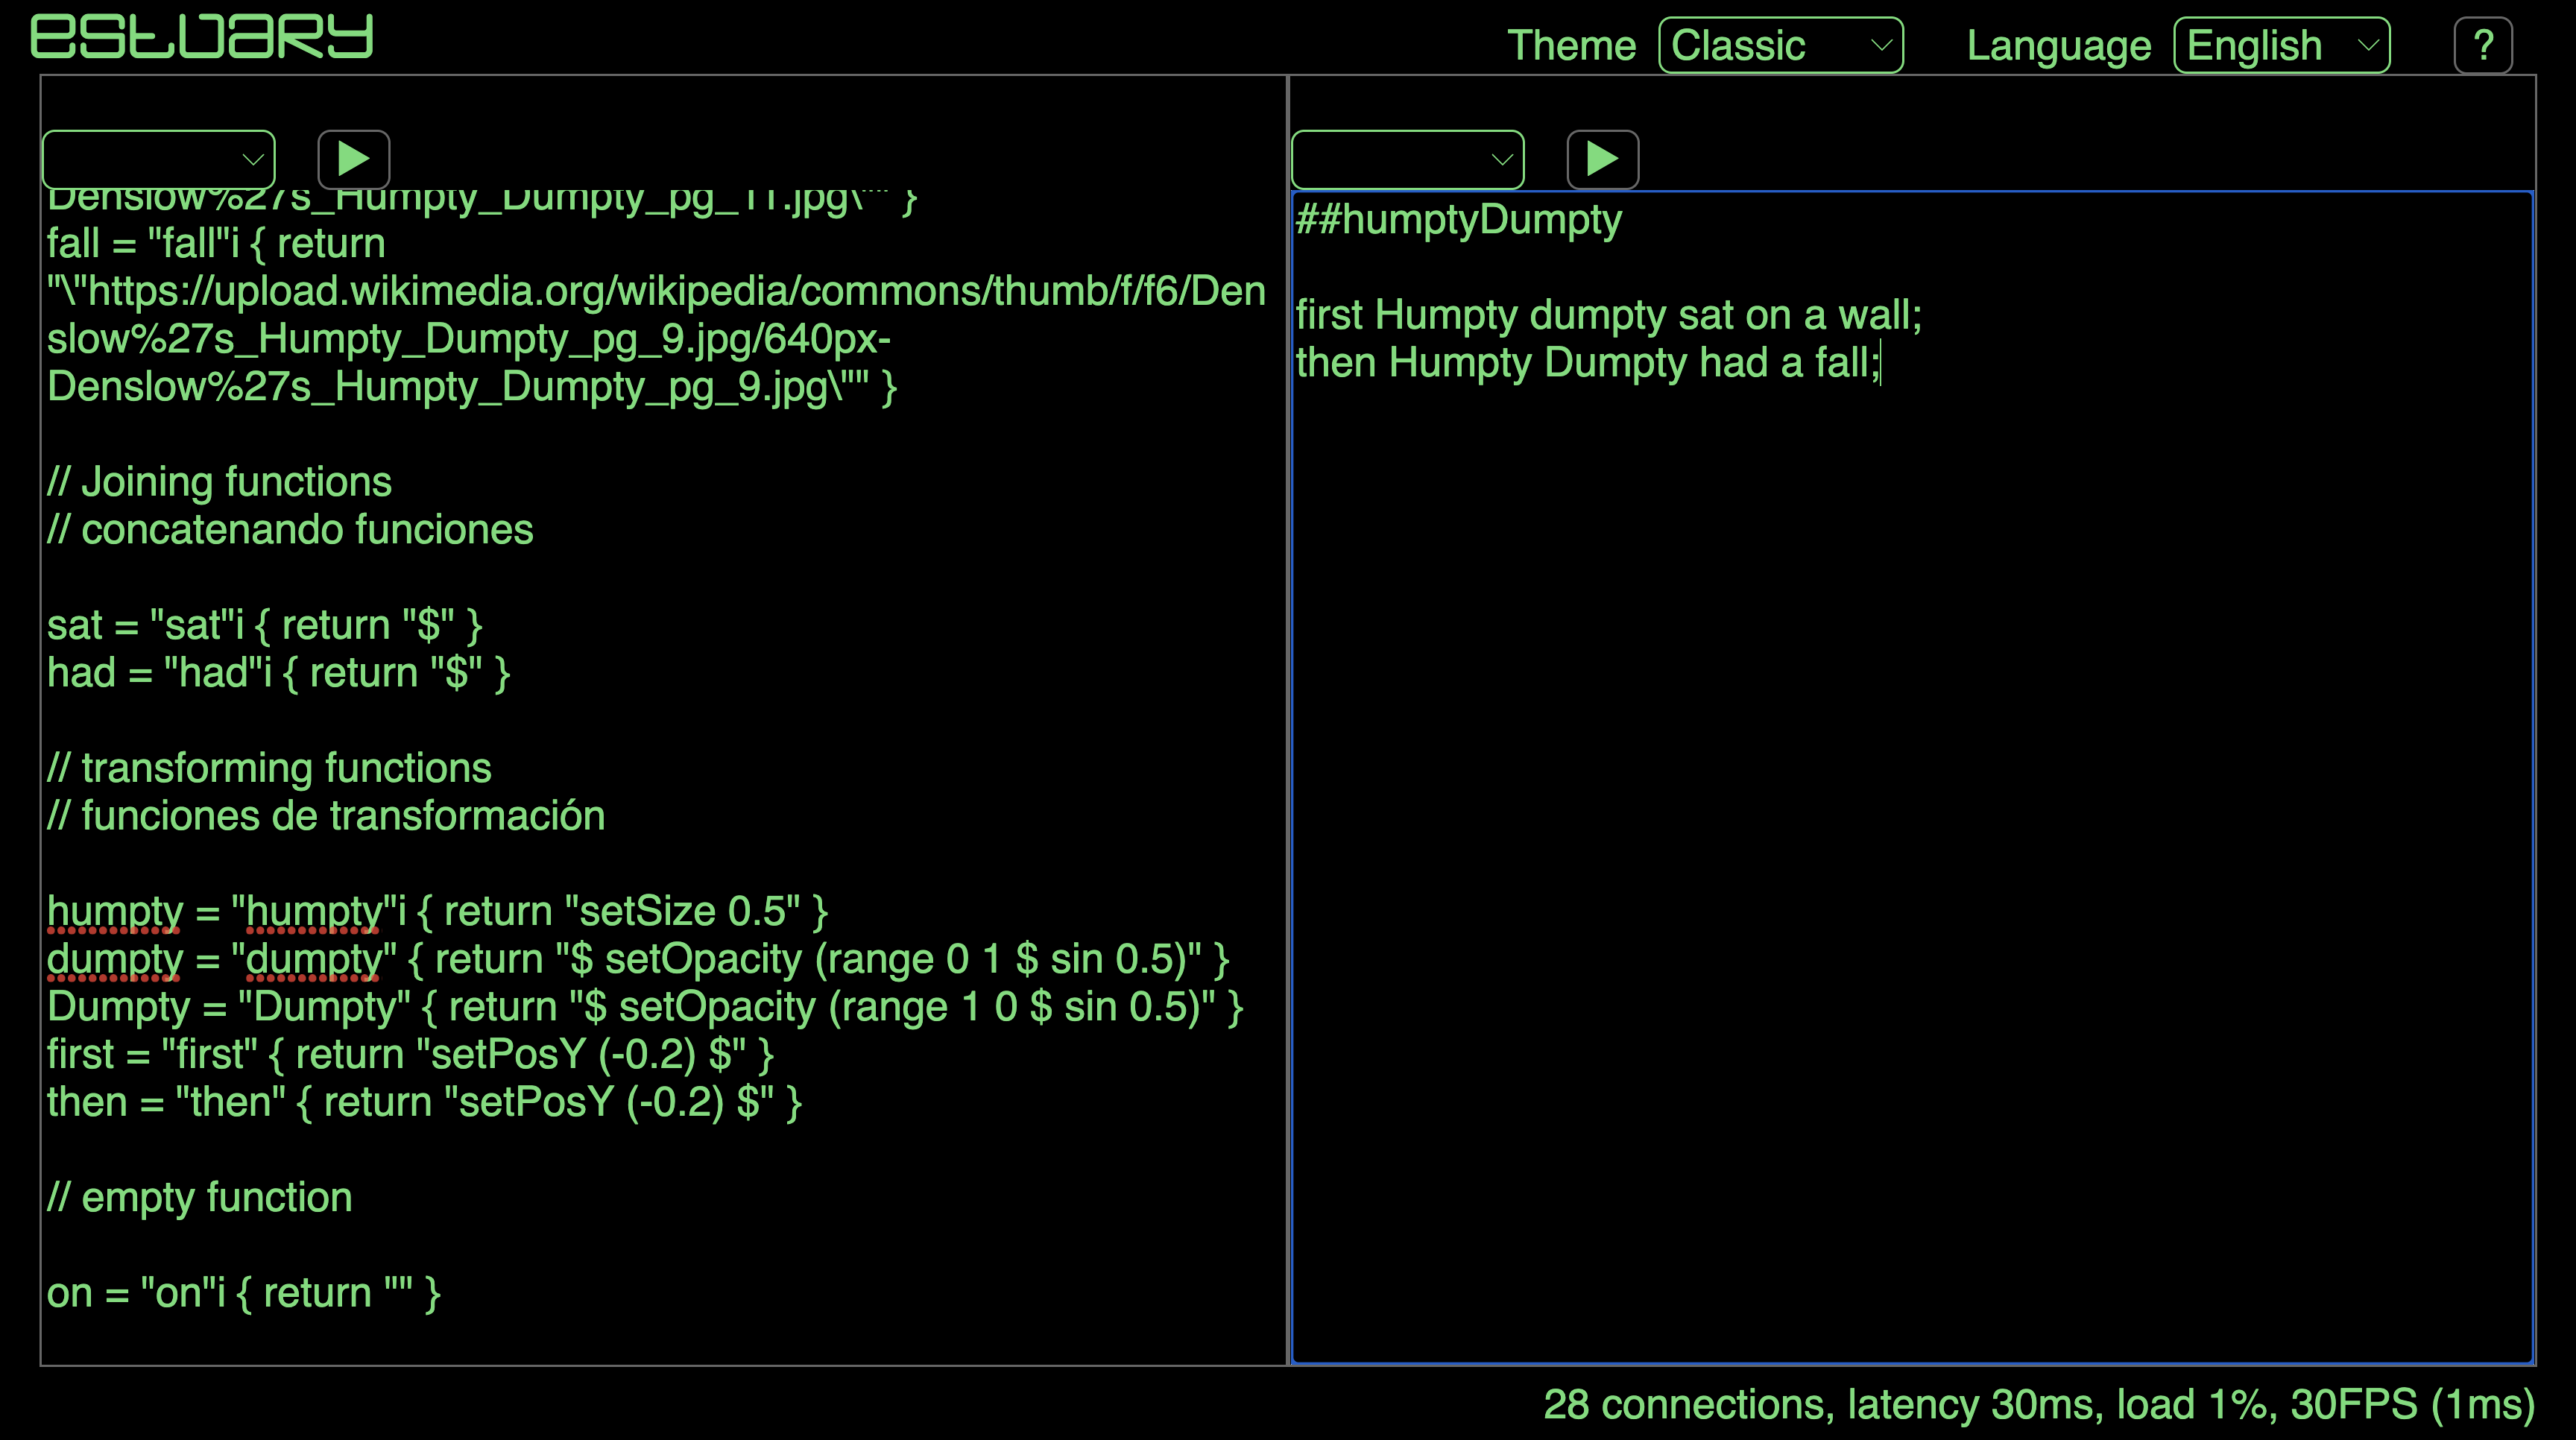 estuary
Theme Classic Language English ?
Denslow%27s_Humpty_Dumpty_pg_11.jpg\"" }
fall = "fall"i { return
"\"https://upload.wikimedia.org/wikipedia/commons/thumb/f/f6/Den
slow%27s_Humpty_Dumpty_pg_9.jpg/640px-
Denslow%27s_Humpty_Dumpty_pg_9.jpg\"" }
// Joining functions
// concatenando funciones
sat = "sat"i { return "$" }
had = "had"i { return "$" }
// transforming functions
// funciones de transformación
humpty = "humpty"i { return "setSize 0.5" }
dumpty = "dumpty" { return "$ setOpacity (range 0 1 $ sin 0.5)" }
Dumpty = "Dumpty" { return "$ setOpacity (range 1 0 $ sin 0.5)" }
first = "first" { return "setPosY (-0.2) $" }
then = "then" { return "setPosY (-0.2) $" }
// empty function
on = "on"i { return "" }
##humptyDumpty
first Humpty dumpty sat on a wall;
then Humpty Dumpty had a fall;
28 connections, latency 30ms, load 1%, 30FPS (1ms)